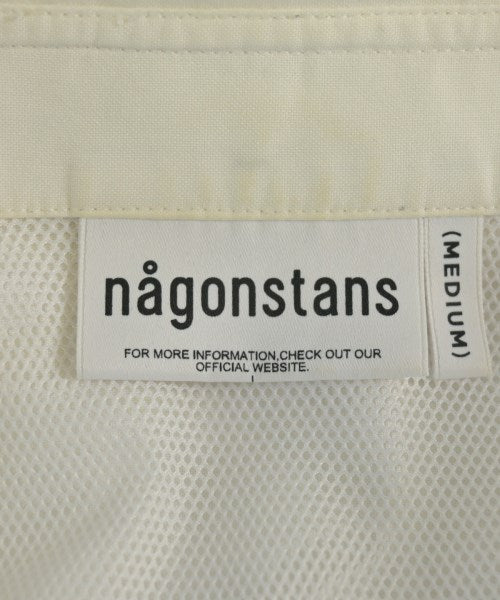 någonstans
(MEDIUM)
FOR MORE INFORMATION,CHECK OUT OUR
OFFICIAL WEBSITE.